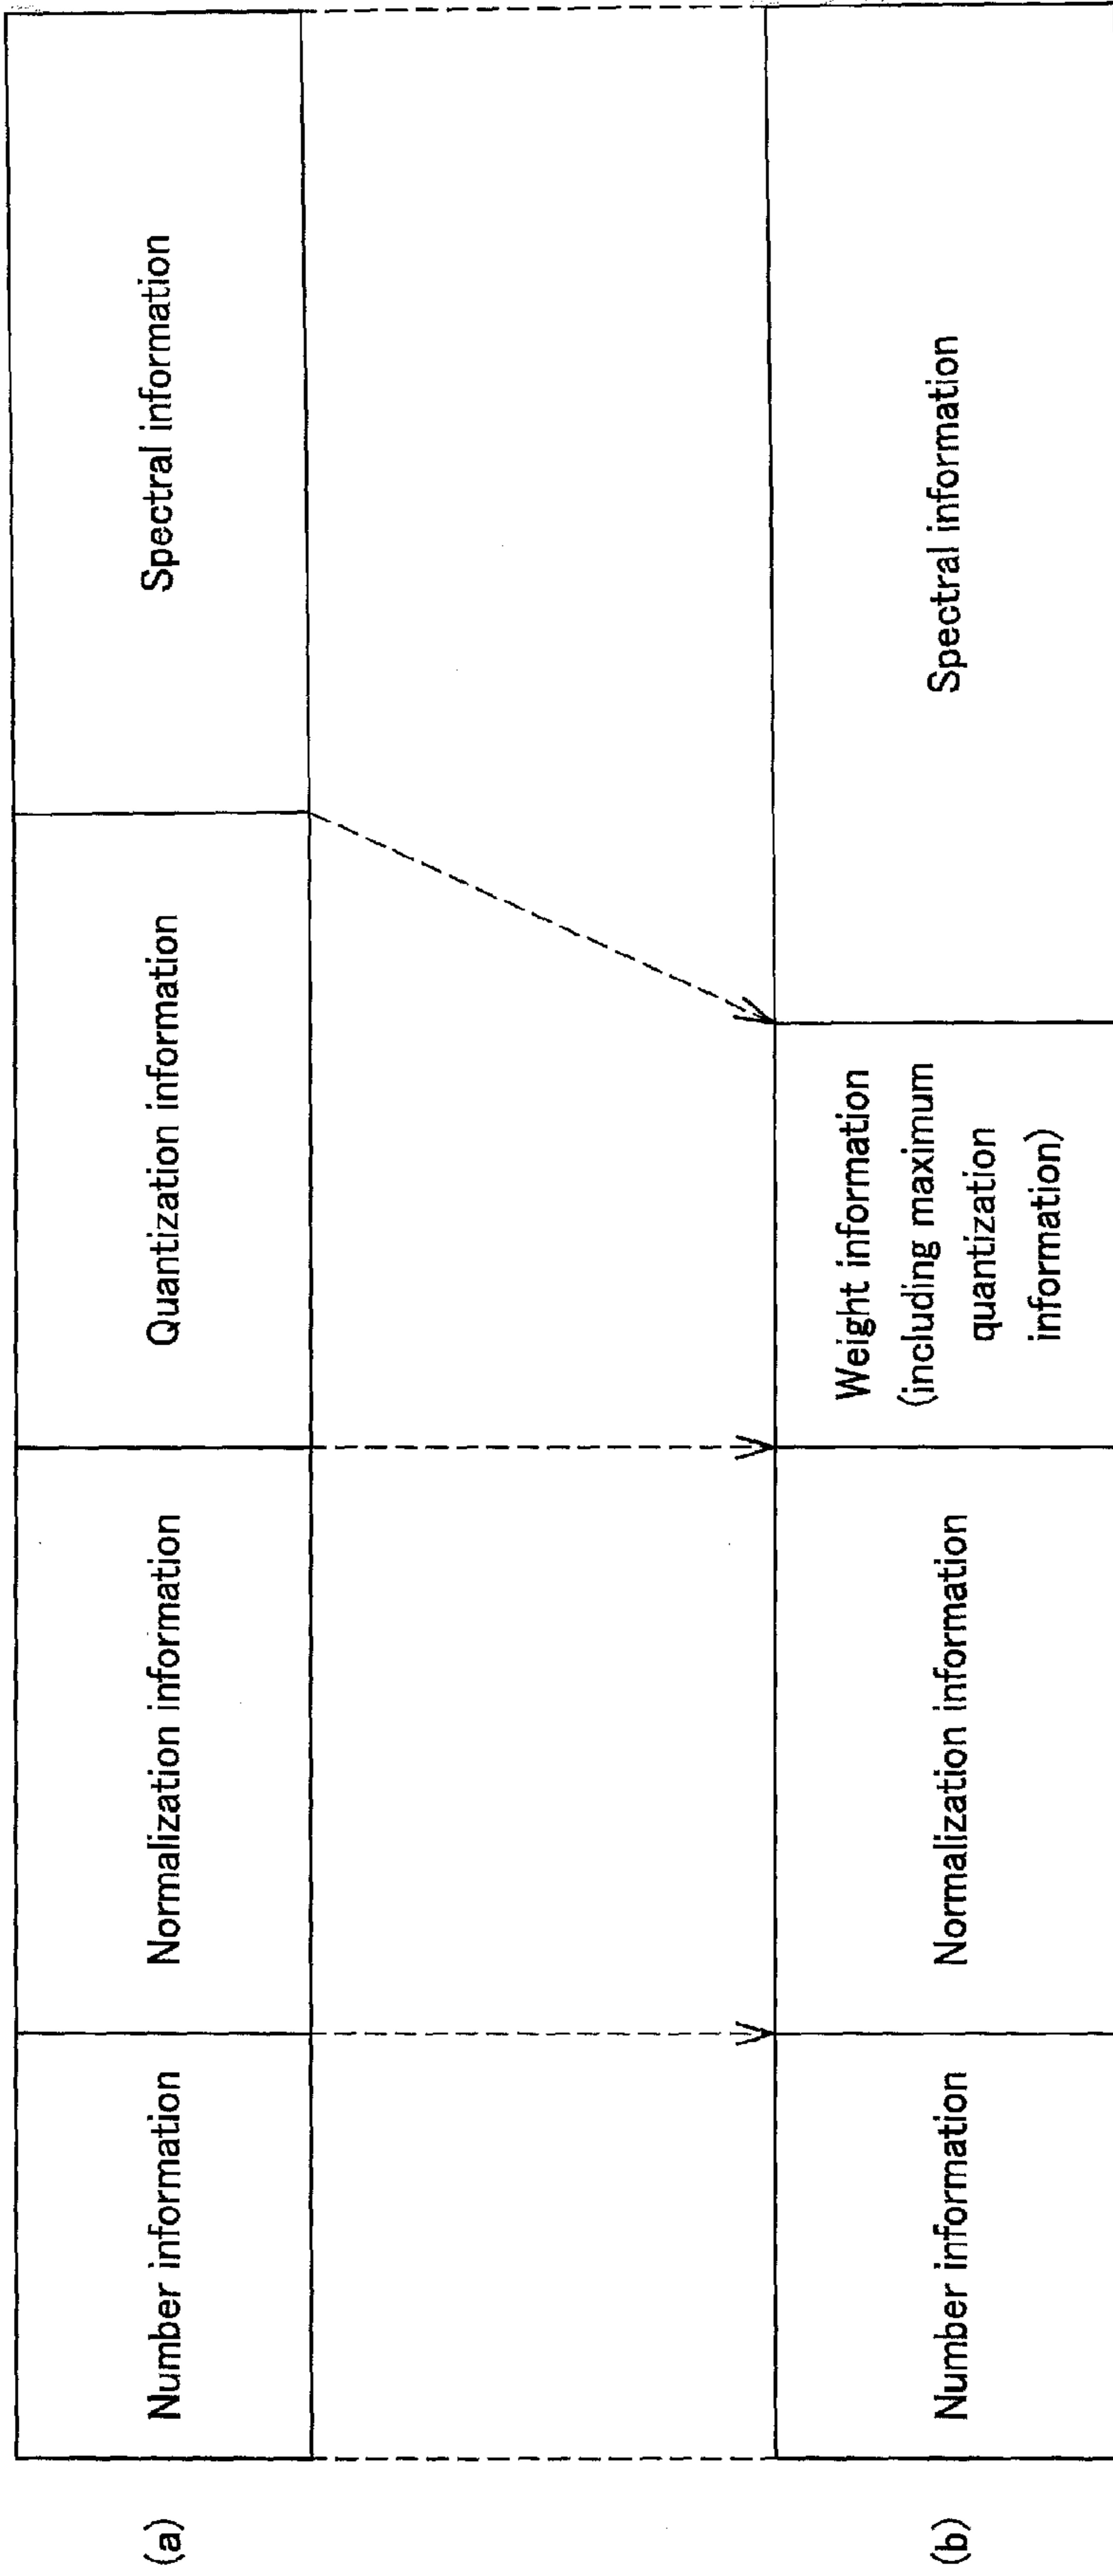 (a)
Number information
Normalization information
Quantization information
Spectral information
(b)
Number information
Normalization information
Weight information
(including maximum
quantization
information)
Spectral information